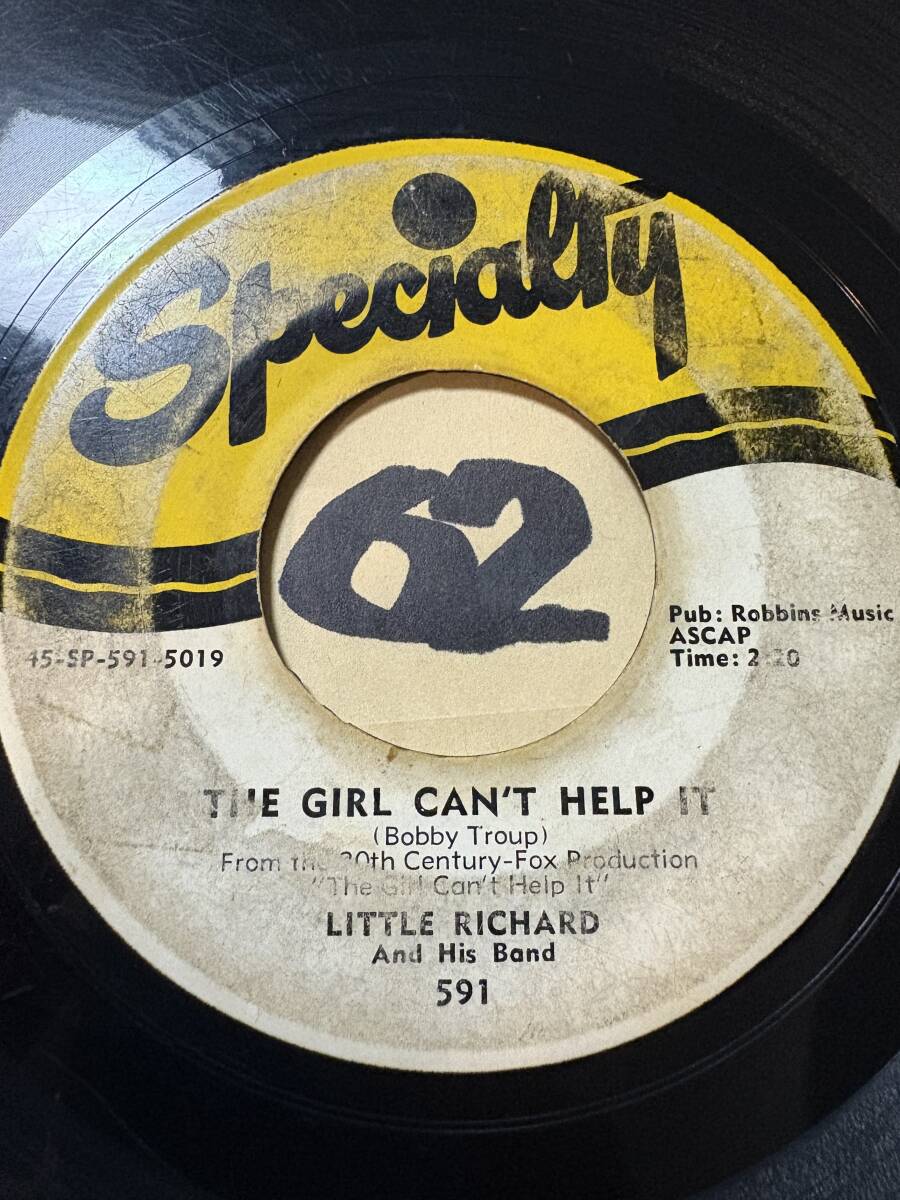 Specialty
62
Pub: Robbins Music
ASCAP
Time: 2:20
45-SP-591-5019
THE GIRL CAN'T HELP IT
(Bobby Troup)
From the 20th Century-Fox Production
"The Girl Can't Help It"
LITTLE RICHARD
And His Band
591